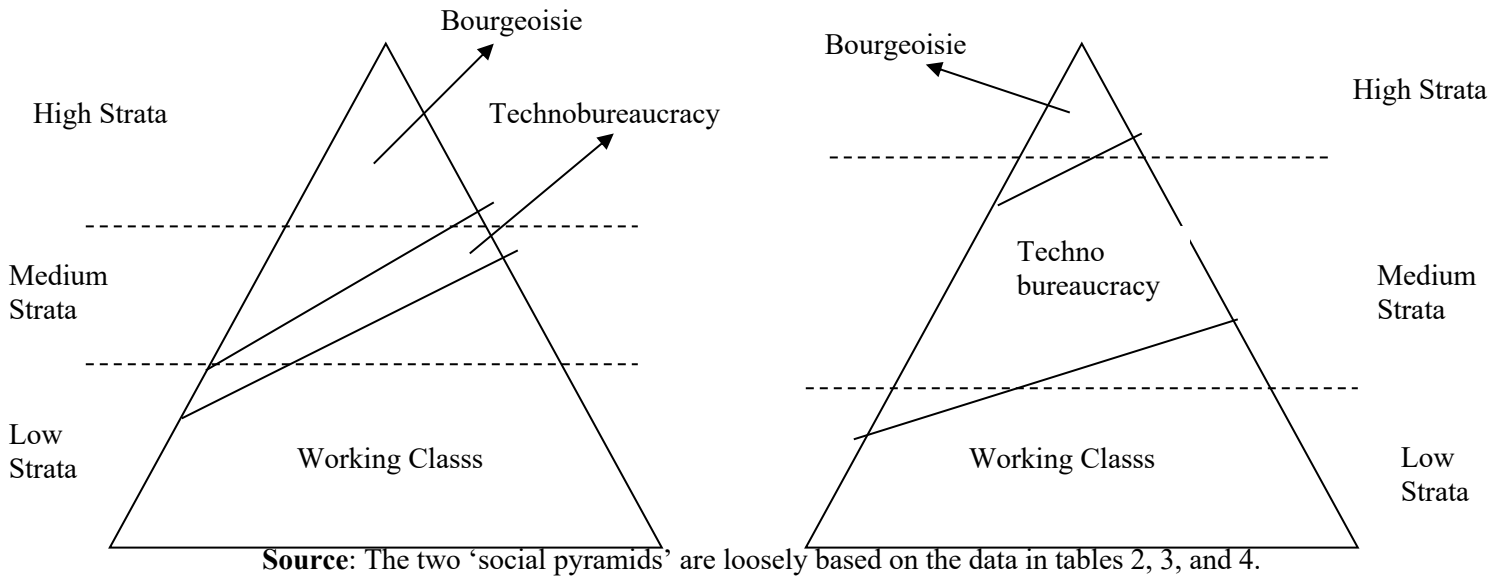 Bourgeoisie
High Strata
Technobureaucracy
Medium
Strata
Low
Strata
Working Classs
Bourgeoisie
High Strata
Techno
bureaucracy
Medium
Strata
Working Classs
Low
Strata
Source: The two ‘social pyramids’ are loosely based on the data in tables 2, 3, and 4.